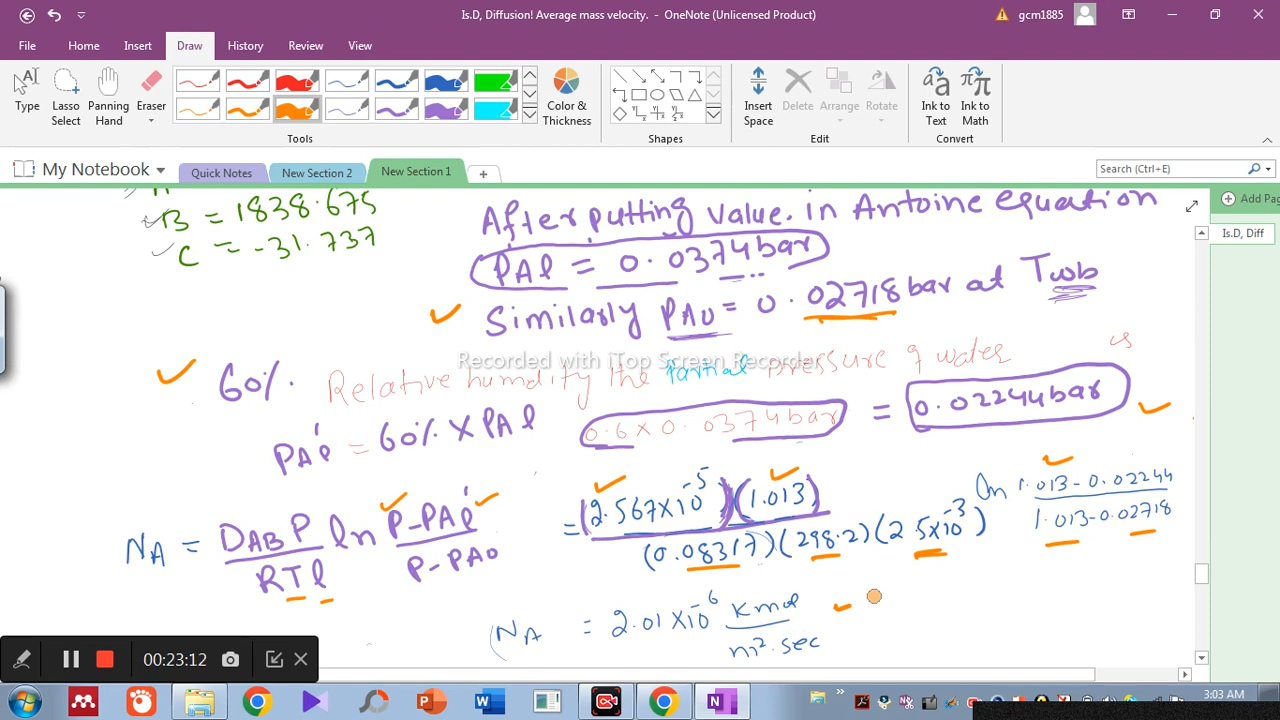 Is.D, Diffusion! Average mass velocity. - OneNote (Unlicensed Product)
gcm1885
File Home Insert Draw History Review View
Type
Lasso Select
Panning Hand
Eraser
Color & Thickness
Insert Space
Delete
Arrange
Rotate
Ink to Text
Ink to Math
Tools
Shapes
Edit
Convert
My Notebook
Quick Notes
New Section 2
New Section 1
Search (Ctrl+E)
Add Pag
Is.D, Diff
B = 1838.675
C = -31.737
After putting value. in Antoine equation
PAl = 0.0374 bar
Similarly PA0 = 0.02718 bar at Twb
Recorded with iTop Screen Recorder
60% Relative humidity the partial pressure of water is
PAl' = 60% X PAl 0.6 x 0.0374 bar = 0.02244 bar
NA = DAB P / RTl ln P-PAl' / P-PA0 = (2.567X10^-5)(1.013) / (0.08317)(298.2)(2.5x10^-3) ln 1.013-0.02244 / 1.013-0.02718
NA = 2.01 X10^-6 Kmol / m².sec
00:23:12
3:03 AM